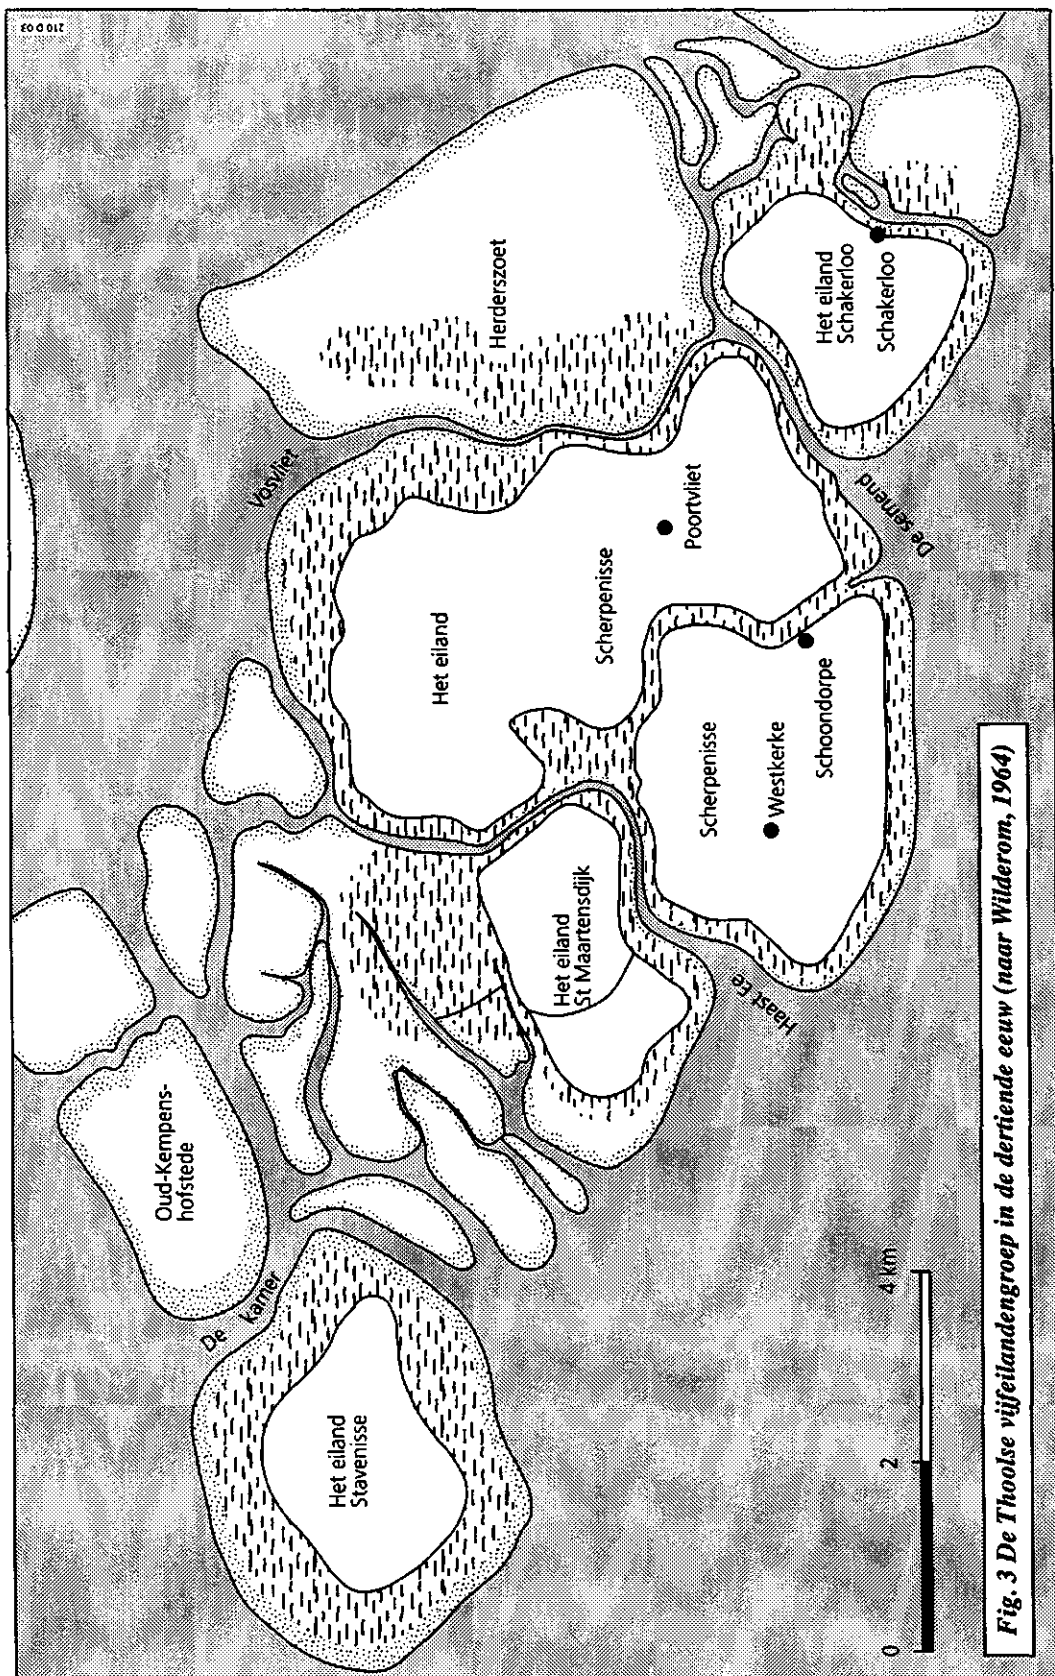 210 D 03
Vosvliet
Herderszoet
Het eiland
Schakerloo
Schakerloo
De semend
Poortvliet
Het eiland
Scherpenisse
Scherpenisse
Westkerke
Schoondorpe
Haast Ee
Het eiland
St Maartensdijk
Oud-Kempens-
hofstede
De kamer
Het eiland
Stavenisse
0 2 4 km
Fig. 3 De Thoolse vijfeilandengroep in de dertiende eeuw (naar Wilderom, 1964)